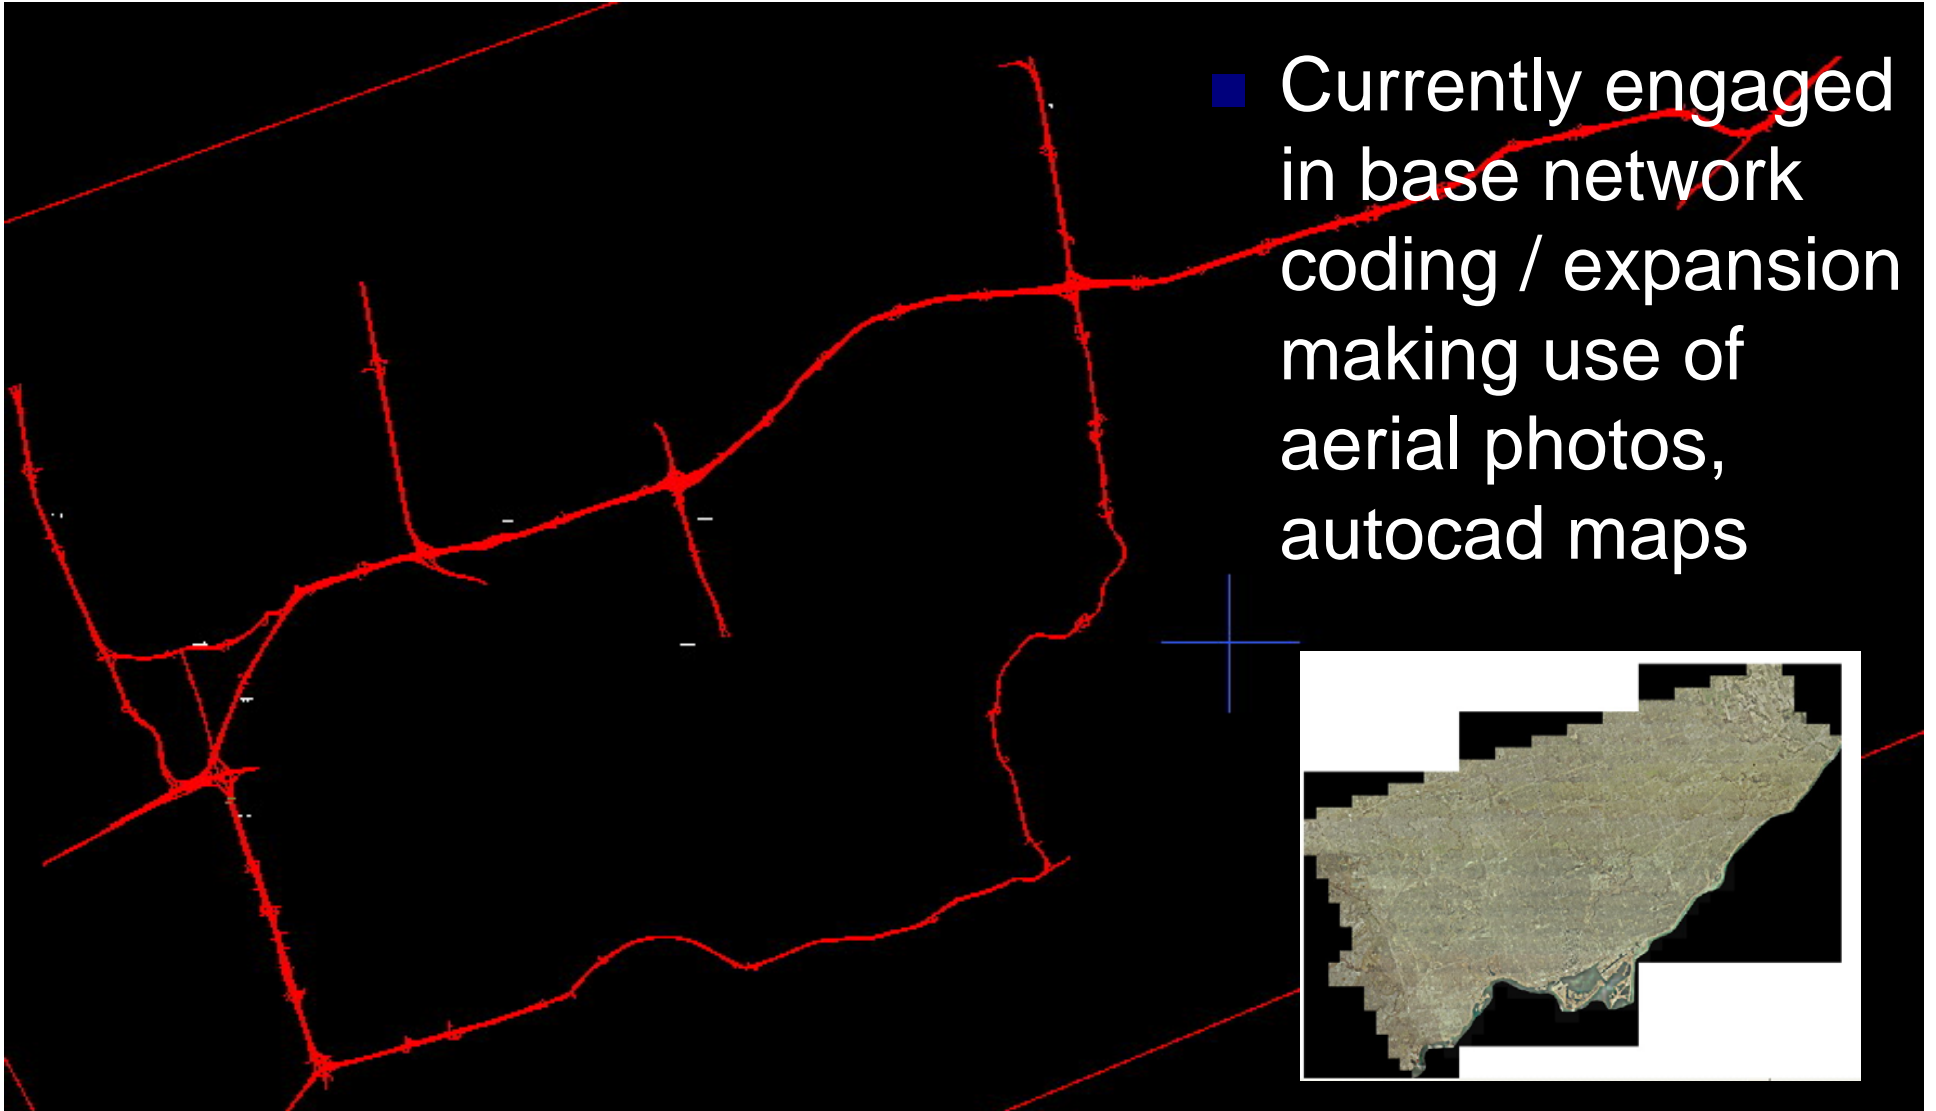 Currently engaged
in base network
coding / expansion
making use of
aerial photos,
autocad maps